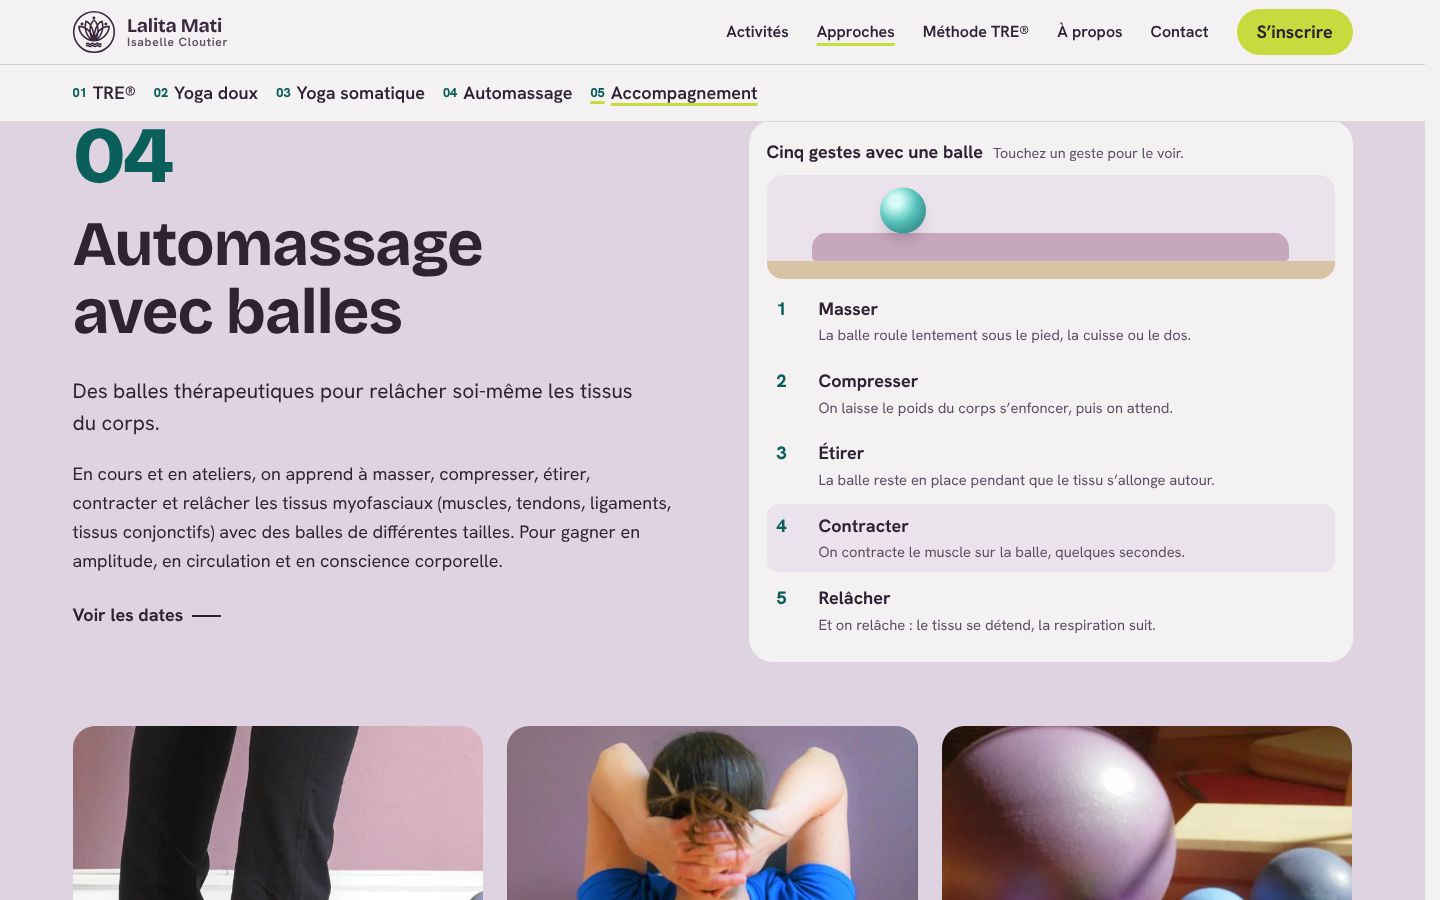 Lalita Mati
Isabelle Cloutier
Activités
Approches
Méthode TRE®
À propos
Contact
S’inscrire
01 TRE®
02 Yoga doux
03 Yoga somatique
04 Automassage
05 Accompagnement
04
Automassage
avec balles
Des balles thérapeutiques pour relâcher soi-même les tissus
du corps.
En cours et en ateliers, on apprend à masser, compresser, étirer,
contracter et relâcher les tissus myofasciaux (muscles, tendons, ligaments,
tissus conjonctifs) avec des balles de différentes tailles. Pour gagner en
amplitude, en circulation et en conscience corporelle.
Voir les dates
Cinq gestes avec une balle Touchez un geste pour le voir.
1 Masser
La balle roule lentement sous le pied, la cuisse ou le dos.
2 Compresser
On laisse le poids du corps s’enfoncer, puis on attend.
3 Étirer
La balle reste en place pendant que le tissu s’allonge autour.
4 Contracter
On contracte le muscle sur la balle, quelques secondes.
5 Relâcher
Et on relâche : le tissu se détend, la respiration suit.